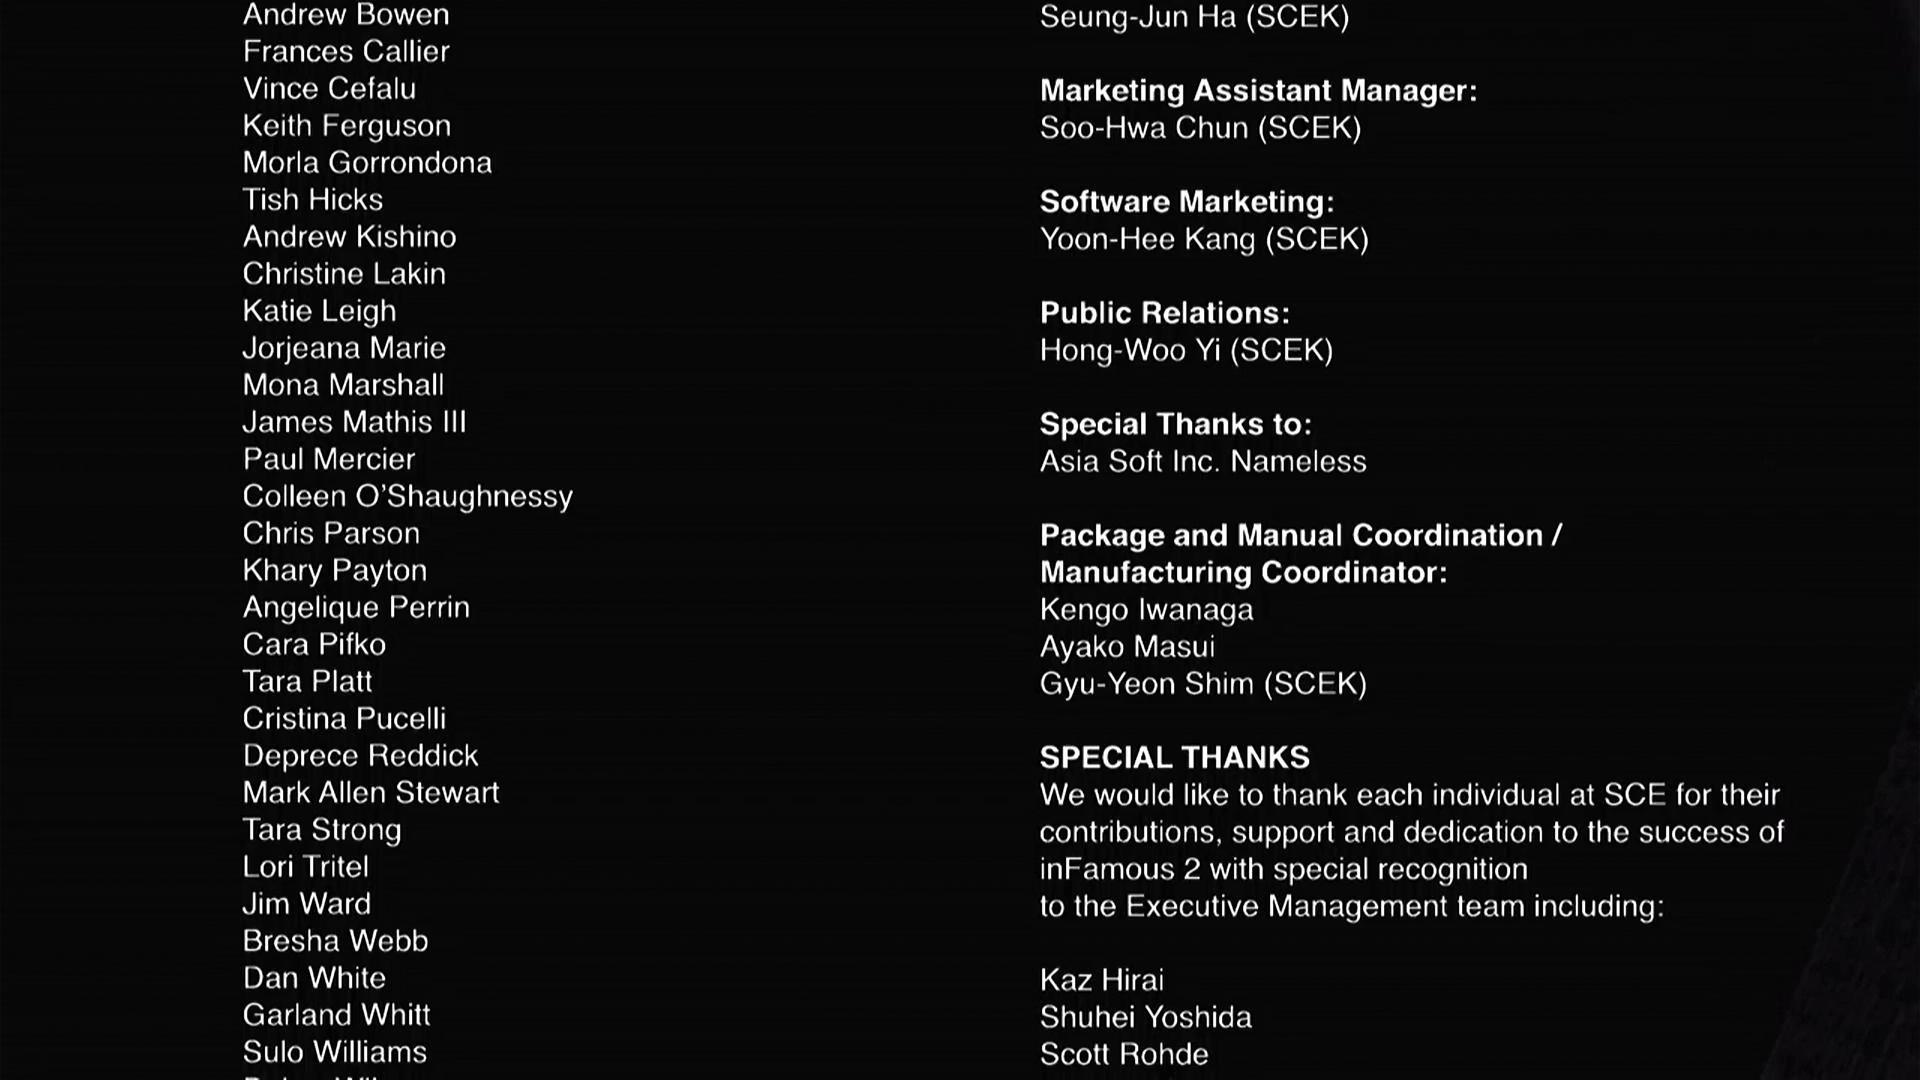 Andrew Bowen
Frances Callier
Vince Cefalu
Keith Ferguson
Morla Gorrondona
Tish Hicks
Andrew Kishino
Christine Lakin
Katie Leigh
Jorjeana Marie
Mona Marshall
James Mathis III
Paul Mercier
Colleen O’Shaughnessy
Chris Parson
Khary Payton
Angelique Perrin
Cara Pifko
Tara Platt
Cristina Pucelli
Deprece Reddick
Mark Allen Stewart
Tara Strong
Lori Tritel
Jim Ward
Bresha Webb
Dan White
Garland Whitt
Sulo Williams
Seung-Jun Ha (SCEK)
Marketing Assistant Manager:
Soo-Hwa Chun (SCEK)
Software Marketing:
Yoon-Hee Kang (SCEK)
Public Relations:
Hong-Woo Yi (SCEK)
Special Thanks to:
Asia Soft Inc. Nameless
Package and Manual Coordination /
Manufacturing Coordinator:
Kengo Iwanaga
Ayako Masui
Gyu-Yeon Shim (SCEK)
SPECIAL THANKS
We would like to thank each individual at SCE for their
contributions, support and dedication to the success of
inFamous 2 with special recognition
to the Executive Management team including:
Kaz Hirai
Shuhei Yoshida
Scott Rohde